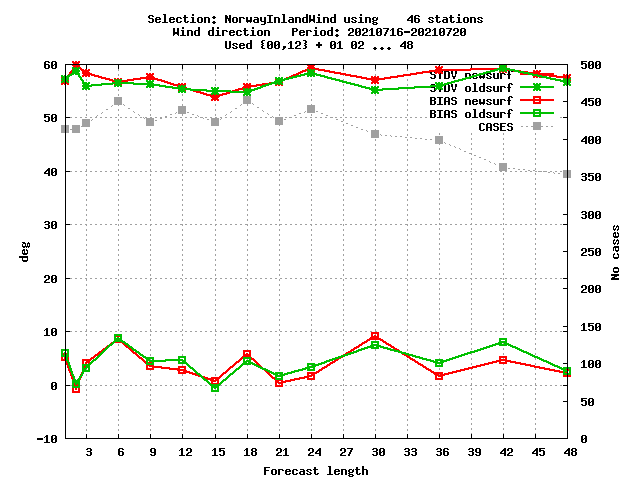 Selection: NorwayInlandWind using    46 stations
Wind direction   Period: 20210716-20210720
Used {00,12} + 01 02 ... 48
60 500
STDV newsurf
STDV oldsurf
BIAS newsurf
BIAS oldsurf
CASES
50 450
40 400
30 350
20 300
10 250
0 200
-10 150
100
50
0
deg
No cases
3 6 9 12 15 18 21 24 27 30 33 36 39 42 45 48
Forecast length